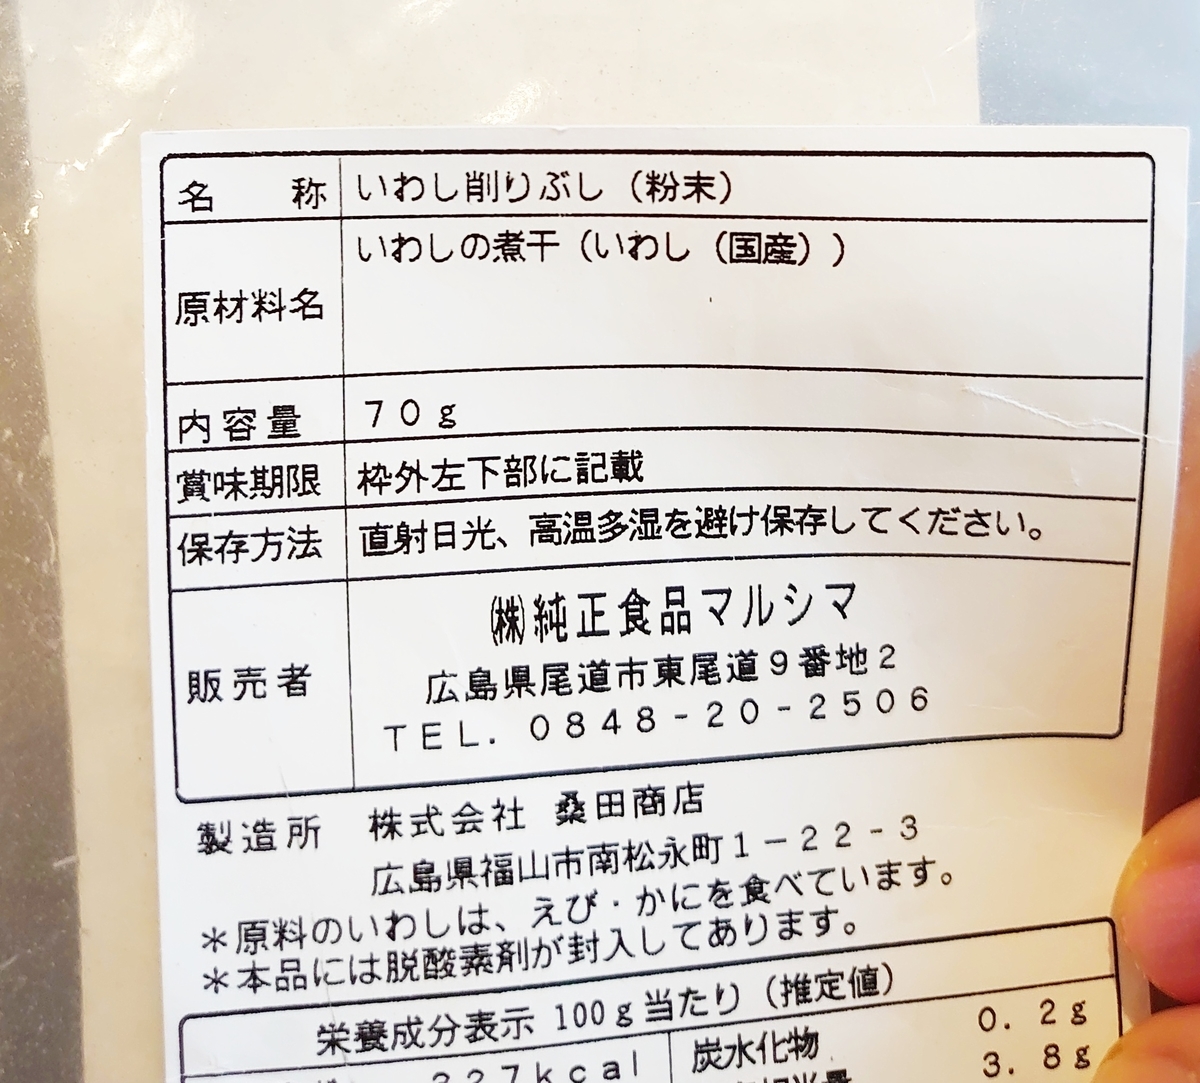 名称 いわし削りぶし（粉末）
原材料名 いわしの煮干（いわし（国産））
内容量 70g
賞味期限 枠外左下部に記載
保存方法 直射日光、高温多湿を避け保存してください。
販売者 ㈱純正食品マルシマ
広島県尾道市東尾道9番地2
TEL. 0848-20-2506
製造所 株式会社 桑田商店
広島県福山市南松永町1-22-3
＊原料のいわしは、えび・かにを食べています。
＊本品には脱酸素剤が封入してあります。
栄養成分表示 100g当たり（推定値）
327kcal 炭水化物 0.2g
3.8g